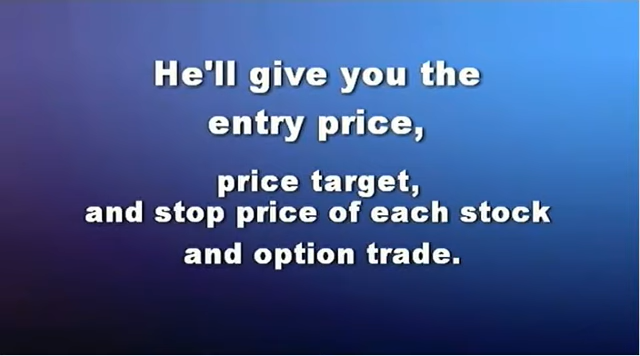 He'll give you the
entry price,
price target,
and stop price of each stock
and option trade.